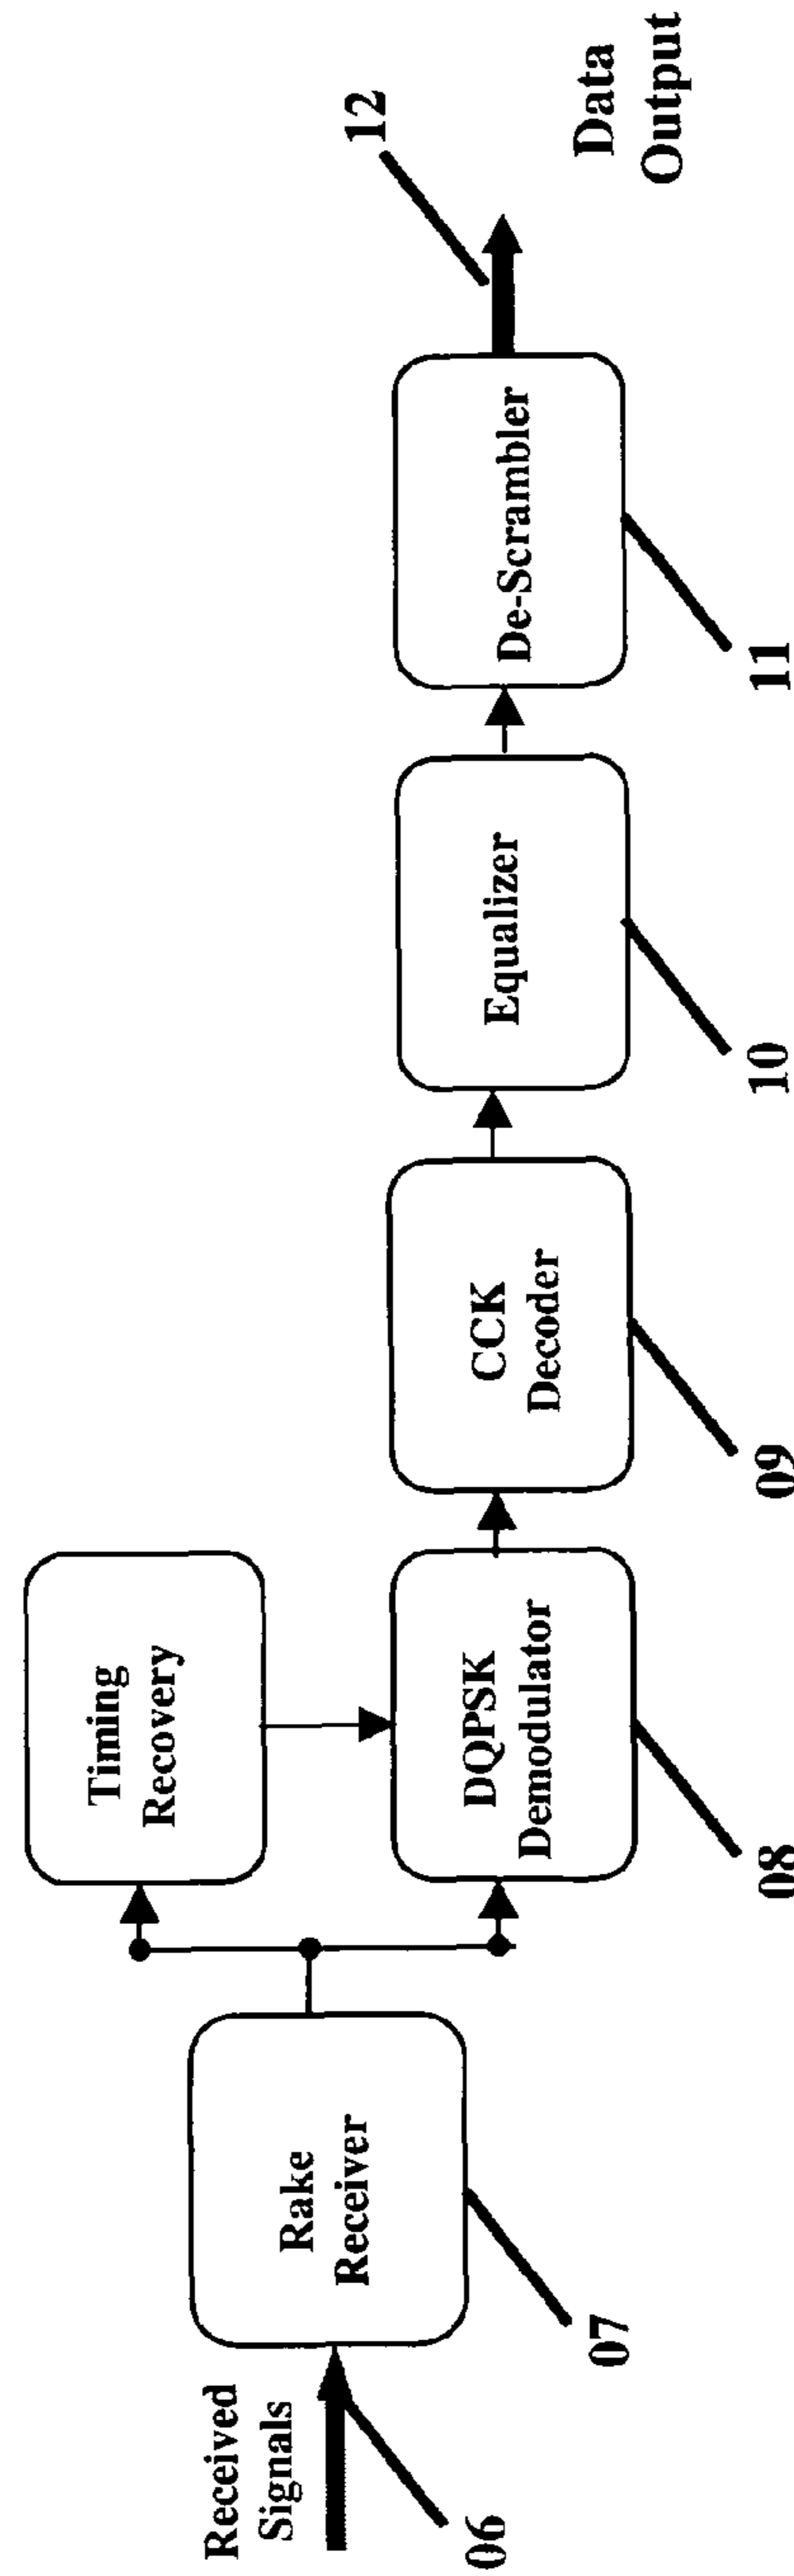 Received
Signals
06
Rake
Receiver
07
Timing
Recovery
DQPSK
Demodulator
08
CCK
Decoder
09
Equalizer
10
De-Scrambler
11
12
Data
Output